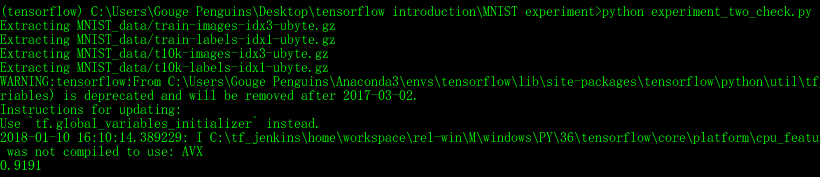 (tensorflow) C:\Users\Gouge Penguins\Desktop\tensorflow introduction\MNIST experiment>python experiment_two_check.py
Extracting MNIST_data/train-images-idx3-ubyte.gz
Extracting MNIST_data/train-labels-idx1-ubyte.gz
Extracting MNIST_data/t10k-images-idx3-ubyte.gz
Extracting MNIST_data/t10k-labels-idx1-ubyte.gz
WARNING:tensorflow:From C:\Users\Gouge Penguins\Anaconda3\envs\tensorflow\lib\site-packages\tensorflow\python\util\tf_
riables) is deprecated and will be removed after 2017-03-02.
Instructions for updating:
Use `tf.global_variables_initializer` instead.
2018-01-10 16:10:14.389229: I C:\tf_jenkins\home\workspace\rel-win\M\windows\PY\36\tensorflow\core\platform\cpu_featu
 was not compiled to use: AVX
0.9191